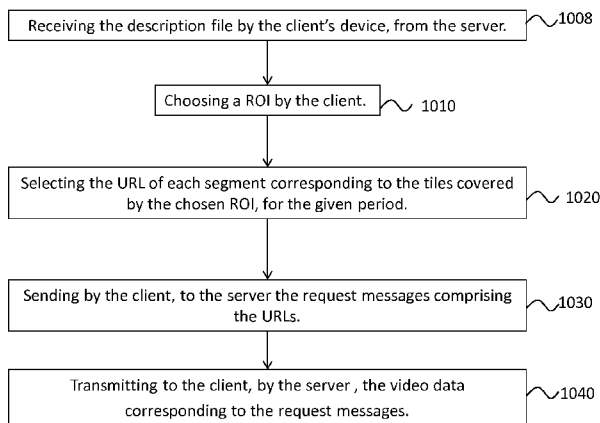 Receiving the description file by the client's device, from the server.
1008
Choosing a ROI by the client.
1010
Selecting the URL of each segment corresponding to the tiles covered
by the chosen ROI, for the given period.
1020
Sending by the client, to the server the request messages comprising
the URLs.
1030
Transmitting to the client, by the server , the video data
corresponding to the request messages.
1040